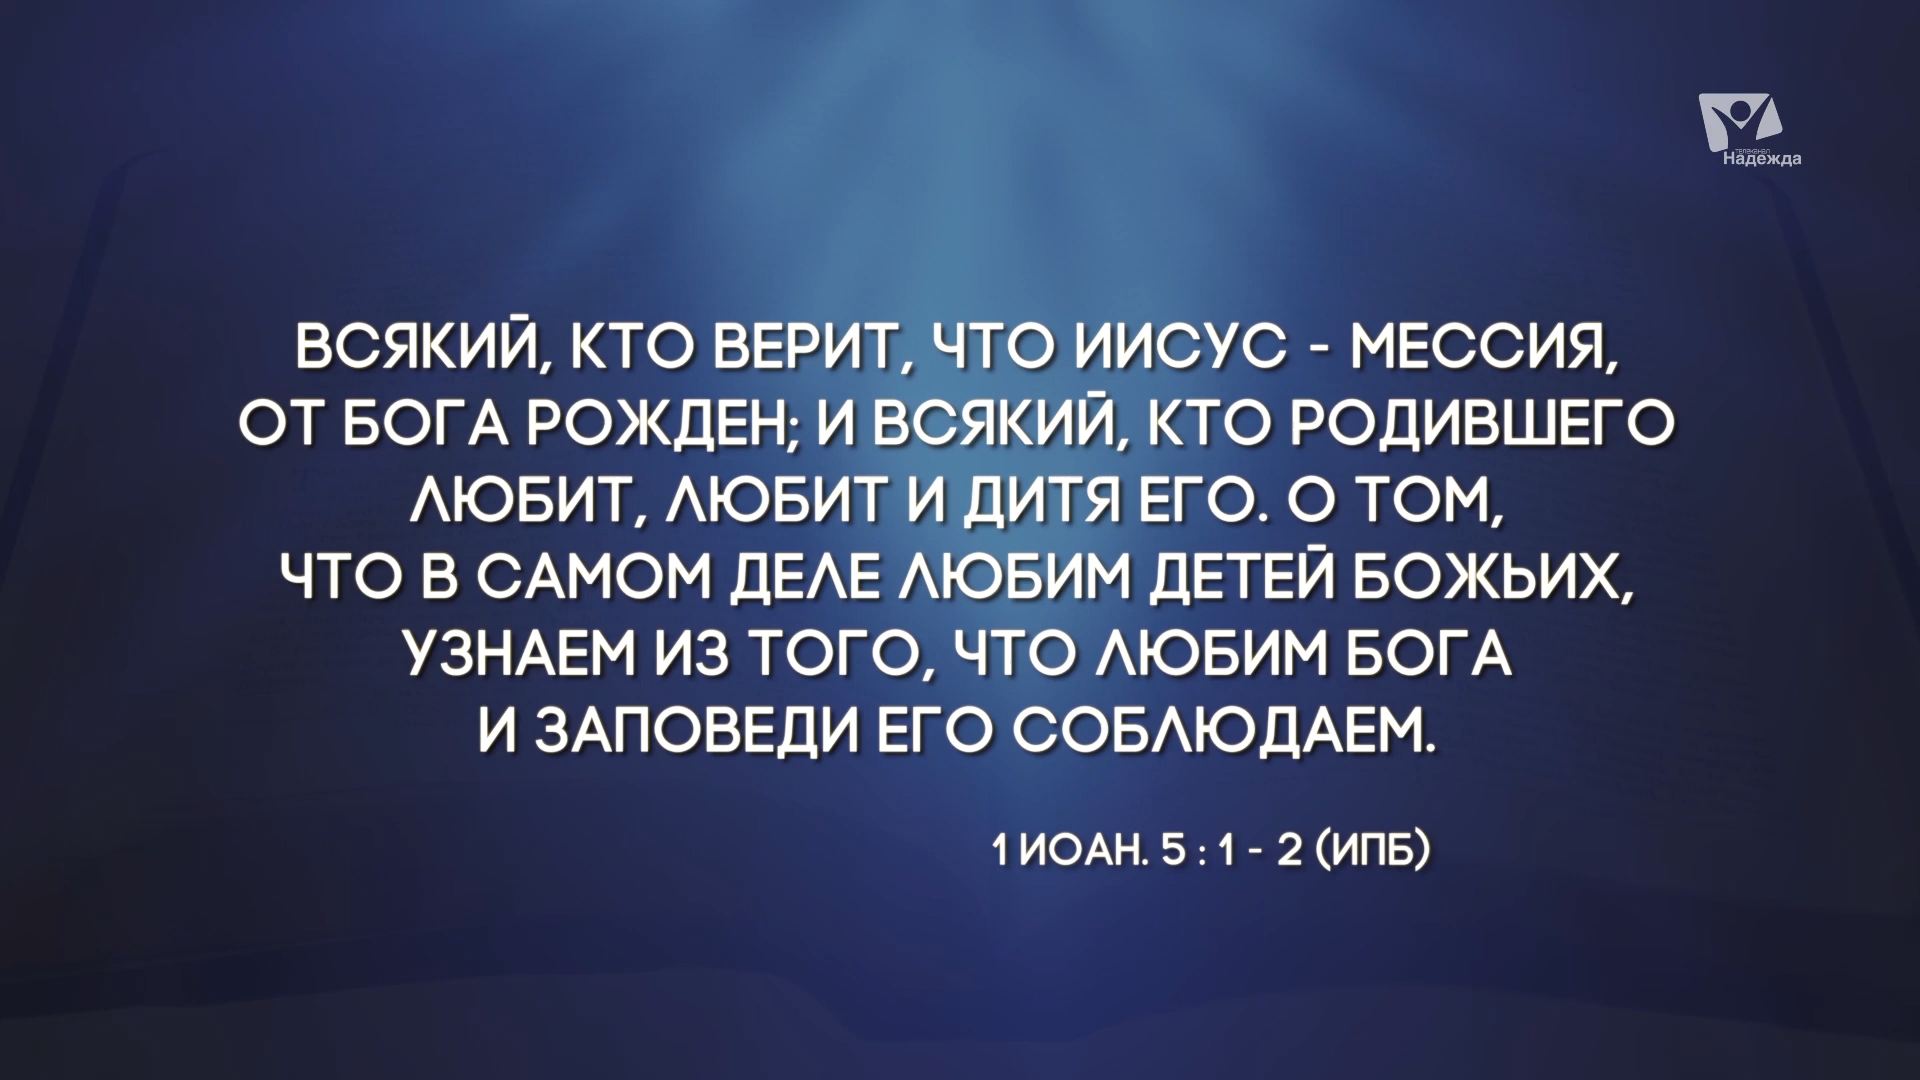 ТЕЛЕКАНАЛ
Надежда
ВСЯКИЙ, КТО ВЕРИТ, ЧТО ИИСУС - МЕССИЯ,
ОТ БОГА РОЖДЕН; И ВСЯКИЙ, КТО РОДИВШЕГО
ЛЮБИТ, ЛЮБИТ И ДИТЯ ЕГО. О ТОМ,
ЧТО В САМОМ ДЕЛЕ ЛЮБИМ ДЕТЕЙ БОЖЬИХ,
УЗНАЕМ ИЗ ТОГО, ЧТО ЛЮБИМ БОГА
И ЗАПОВЕДИ ЕГО СОБЛЮДАЕМ.
1 ИОАН. 5 : 1 - 2 (ИПБ)